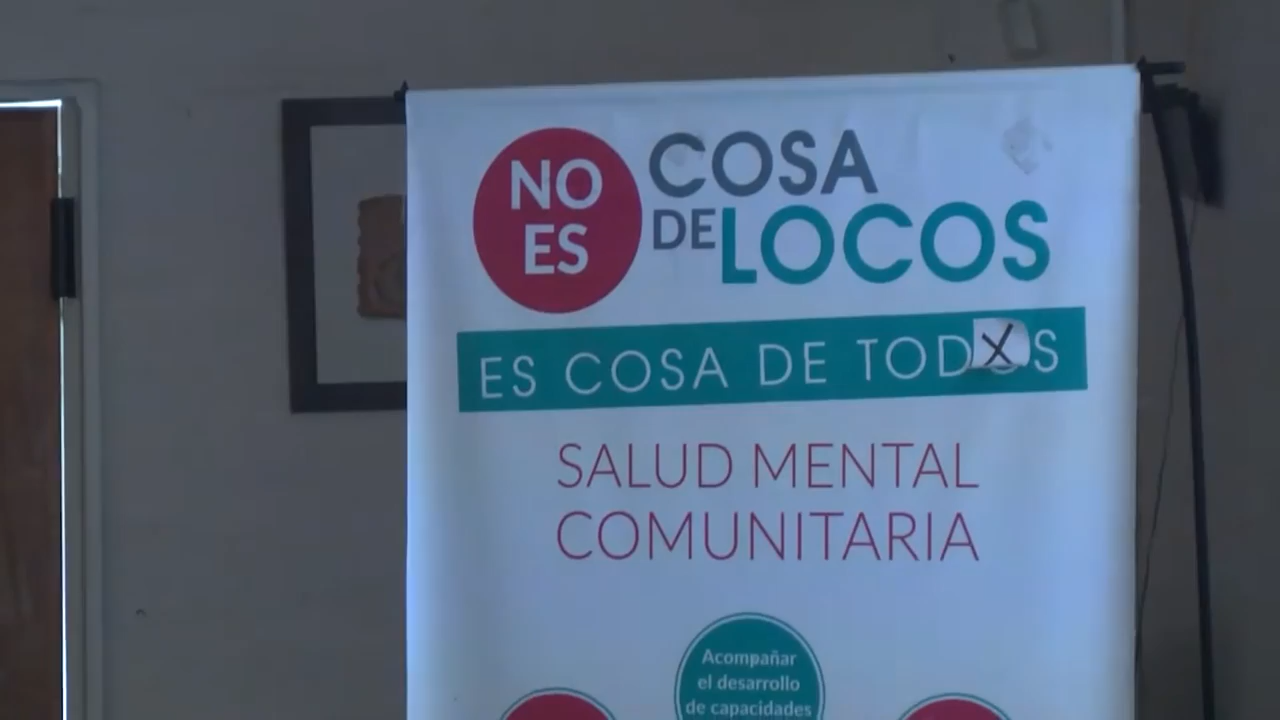 NO
ES
COSA
DE LOCOS
ES COSA DE TODXS
SALUD MENTAL
COMUNITARIA
Acompañar
el desarrollo
de capacidades